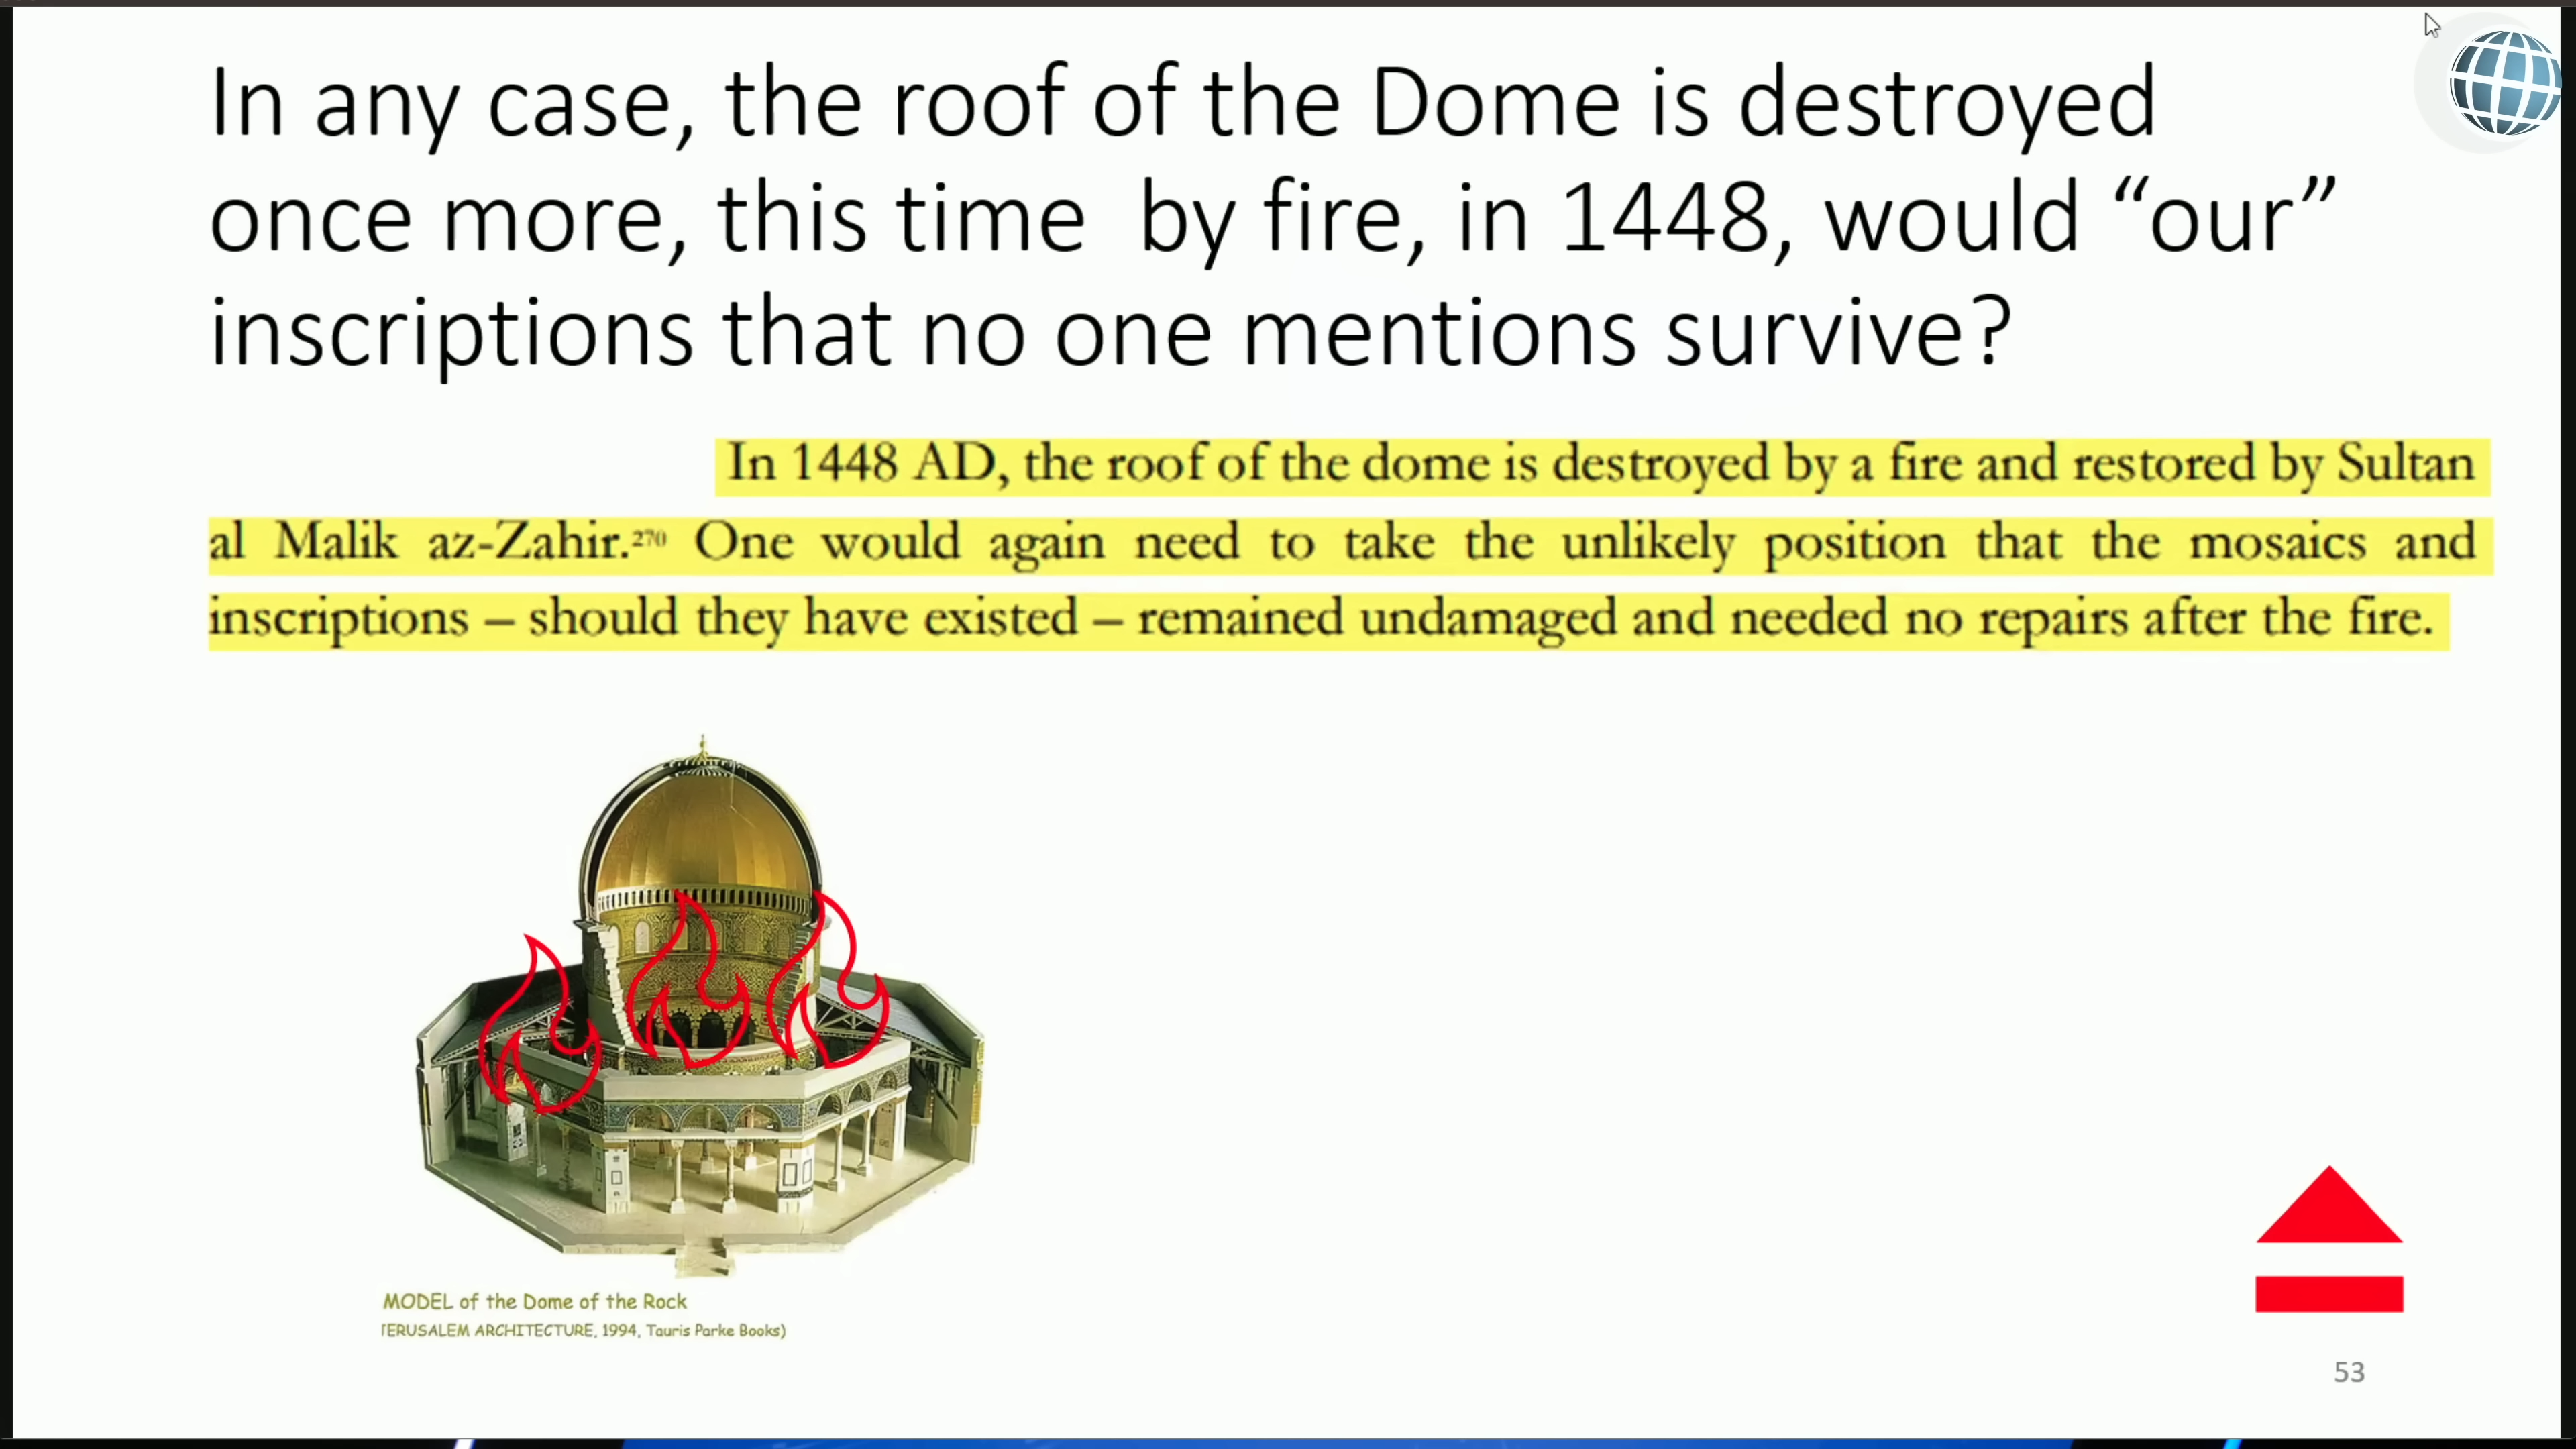 In any case, the roof of the Dome is destroyed
once more, this time  by fire, in 1448, would “our”
inscriptions that no one mentions survive?
In 1448 AD, the roof of the dome is destroyed by a fire and restored by Sultan
al Malik az-Zahir.²⁷⁰ One would again need to take the unlikely position that the mosaics and
inscriptions – should they have existed – remained undamaged and needed no repairs after the fire.
MODEL of the Dome of the Rock
ERUSALEM ARCHITECTURE, 1994, Tauris Parke Books)
53